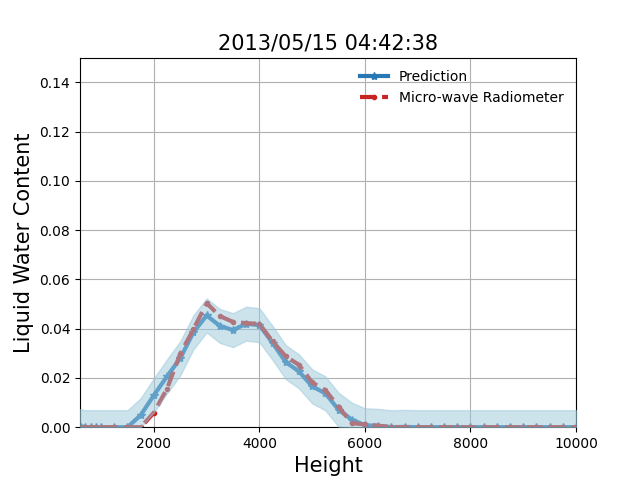 2013/05/15 04:42:38
Prediction
Micro-wave Radiometer
Liquid Water Content
0.14
0.12
0.10
0.08
0.06
0.04
0.02
0.00
2000 4000 6000 8000 10000
Height